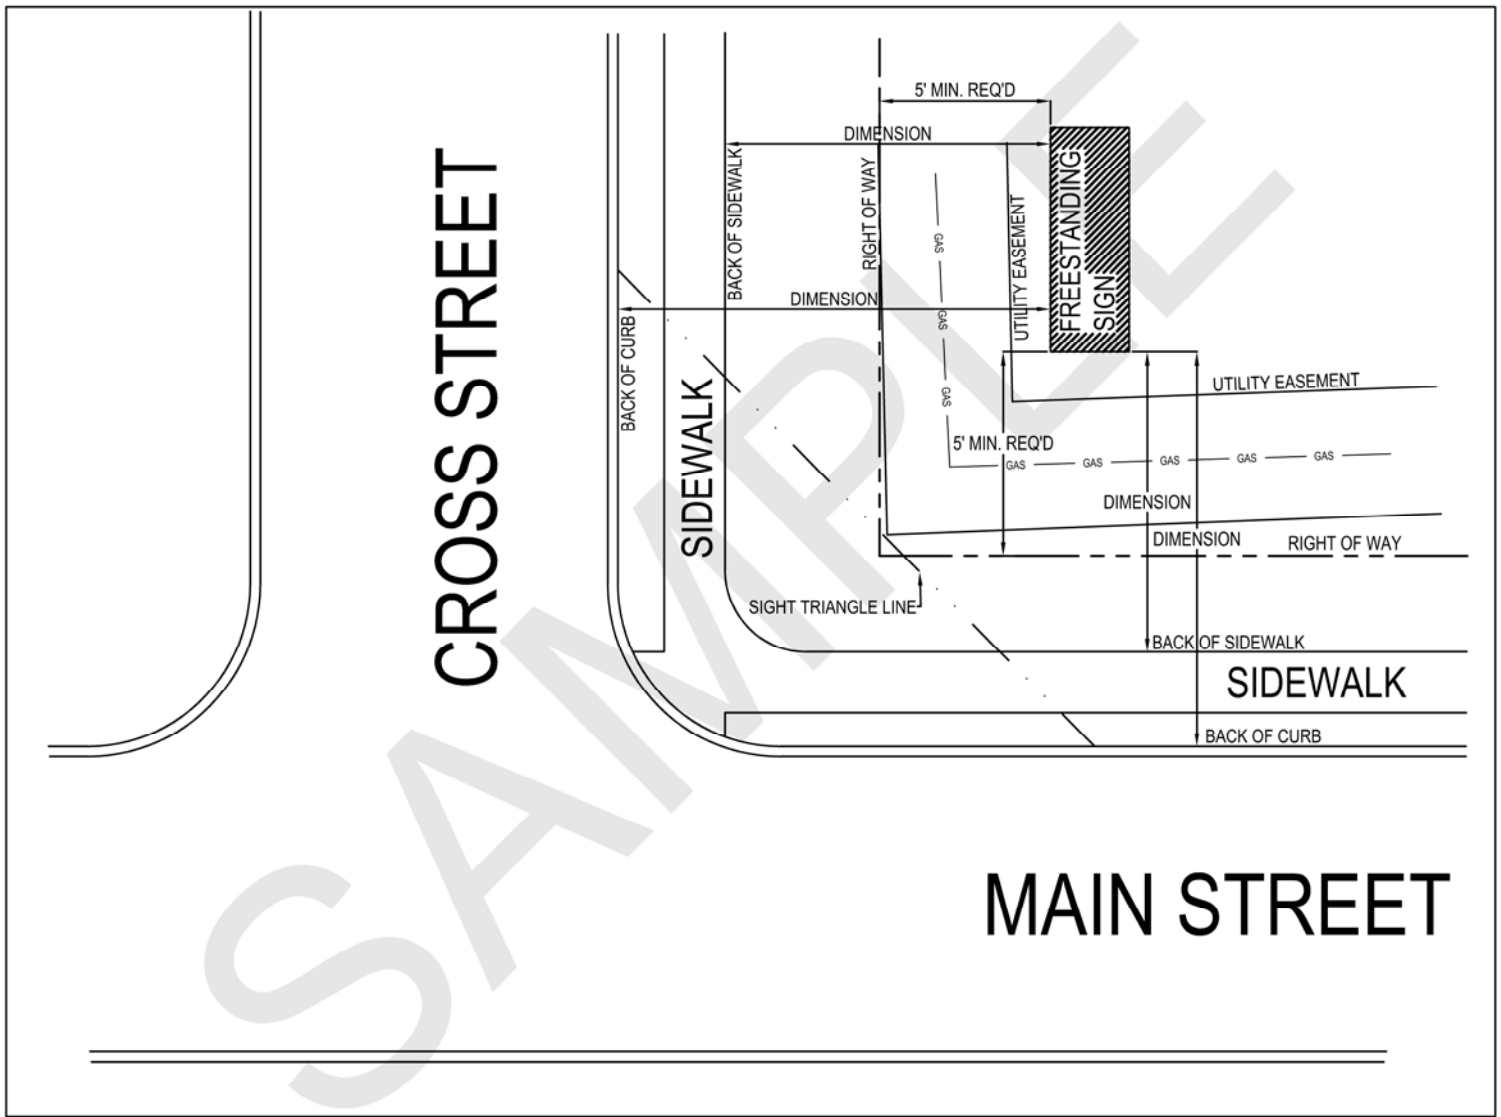 5' MIN. REQ'D
DIMENSION
BACK OF SIDEWALK
RIGHT OF WAY
GAS
UTILITY EASEMENT
FREESTANDING
SIGN
CROSS STREET
DIMENSION
BACK OF CURB
GAS
SIDEWALK
GAS
UTILITY EASEMENT
5' MIN. REQ'D
GAS GAS GAS GAS GAS
DIMENSION
DIMENSION
RIGHT OF WAY
SIGHT TRIANGLE LINE
BACK OF SIDEWALK
SIDEWALK
BACK OF CURB
MAIN STREET
SAMPLE